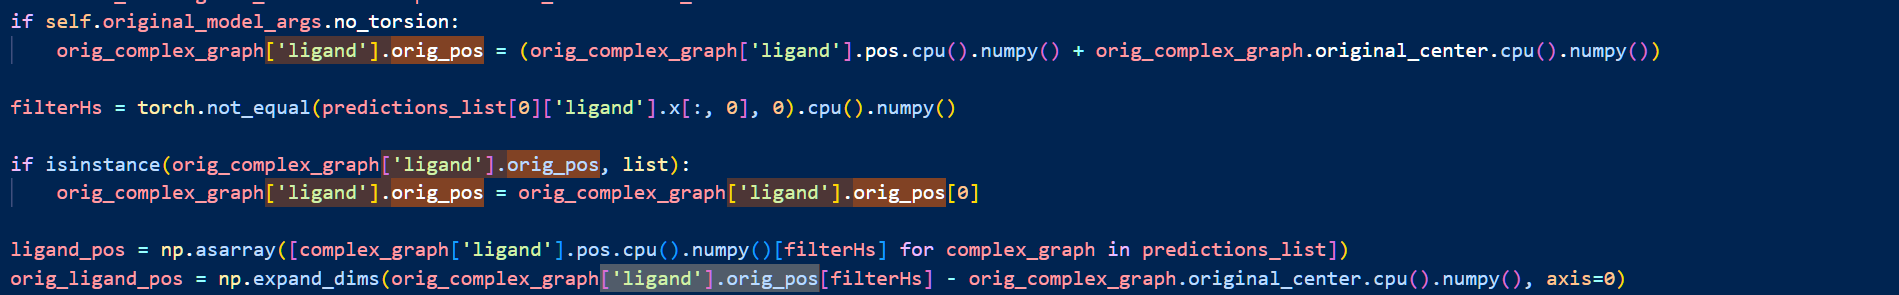 if self.original_model_args.no_torsion:
    orig_complex_graph['ligand'].orig_pos = (orig_complex_graph['ligand'].pos.cpu().numpy() + orig_complex_graph.original_center.cpu().numpy())
filterHs = torch.not_equal(predictions_list[0]['ligand'].x[:, 0], 0).cpu().numpy()
if isinstance(orig_complex_graph['ligand'].orig_pos, list):
    orig_complex_graph['ligand'].orig_pos = orig_complex_graph['ligand'].orig_pos[0]
ligand_pos = np.asarray([complex_graph['ligand'].pos.cpu().numpy()[filterHs] for complex_graph in predictions_list])
orig_ligand_pos = np.expand_dims(orig_complex_graph['ligand'].orig_pos[filterHs] - orig_complex_graph.original_center.cpu().numpy(), axis=0)